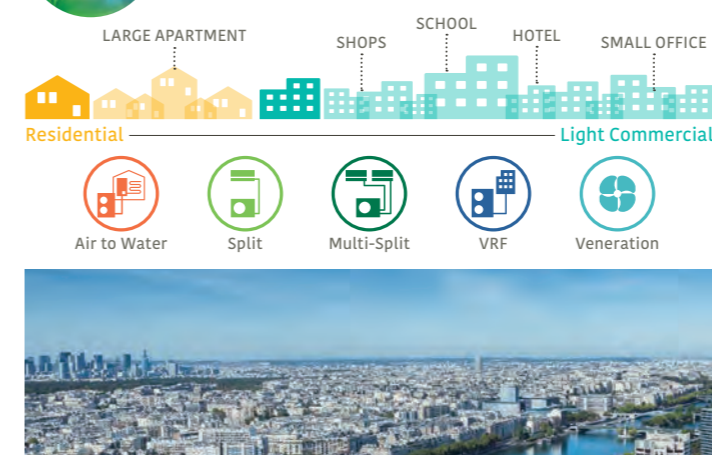 LARGE APARTMENT
SHOPS
SCHOOL
HOTEL
SMALL OFFICE
Residential
Light Commercial
Air to Water
Split
Multi-Split
VRF
Veneration